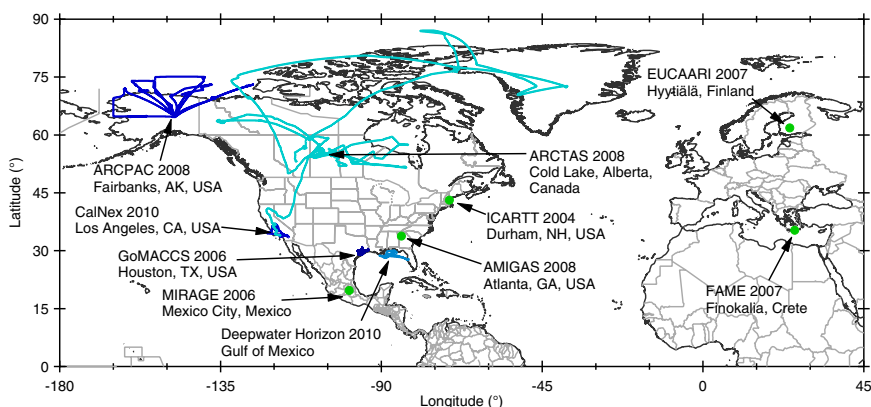 90
75
60
45
30
15
0
Latitude (°)
-180
-135
-90
-45
0
45
Longitude (°)
EUCAARI 2007
Hyytiälä, Finland
ARCPAC 2008
Fairbanks, AK, USA
ARCTAS 2008
Cold Lake, Alberta,
Canada
CalNex 2010
Los Angeles, CA, USA
ICARTT 2004
Durham, NH, USA
GoMACCS 2006
Houston, TX, USA
AMIGAS 2008
Atlanta, GA, USA
MIRAGE 2006
Mexico City, Mexico
FAME 2007
Finokalia, Crete
Deepwater Horizon 2010
Gulf of Mexico